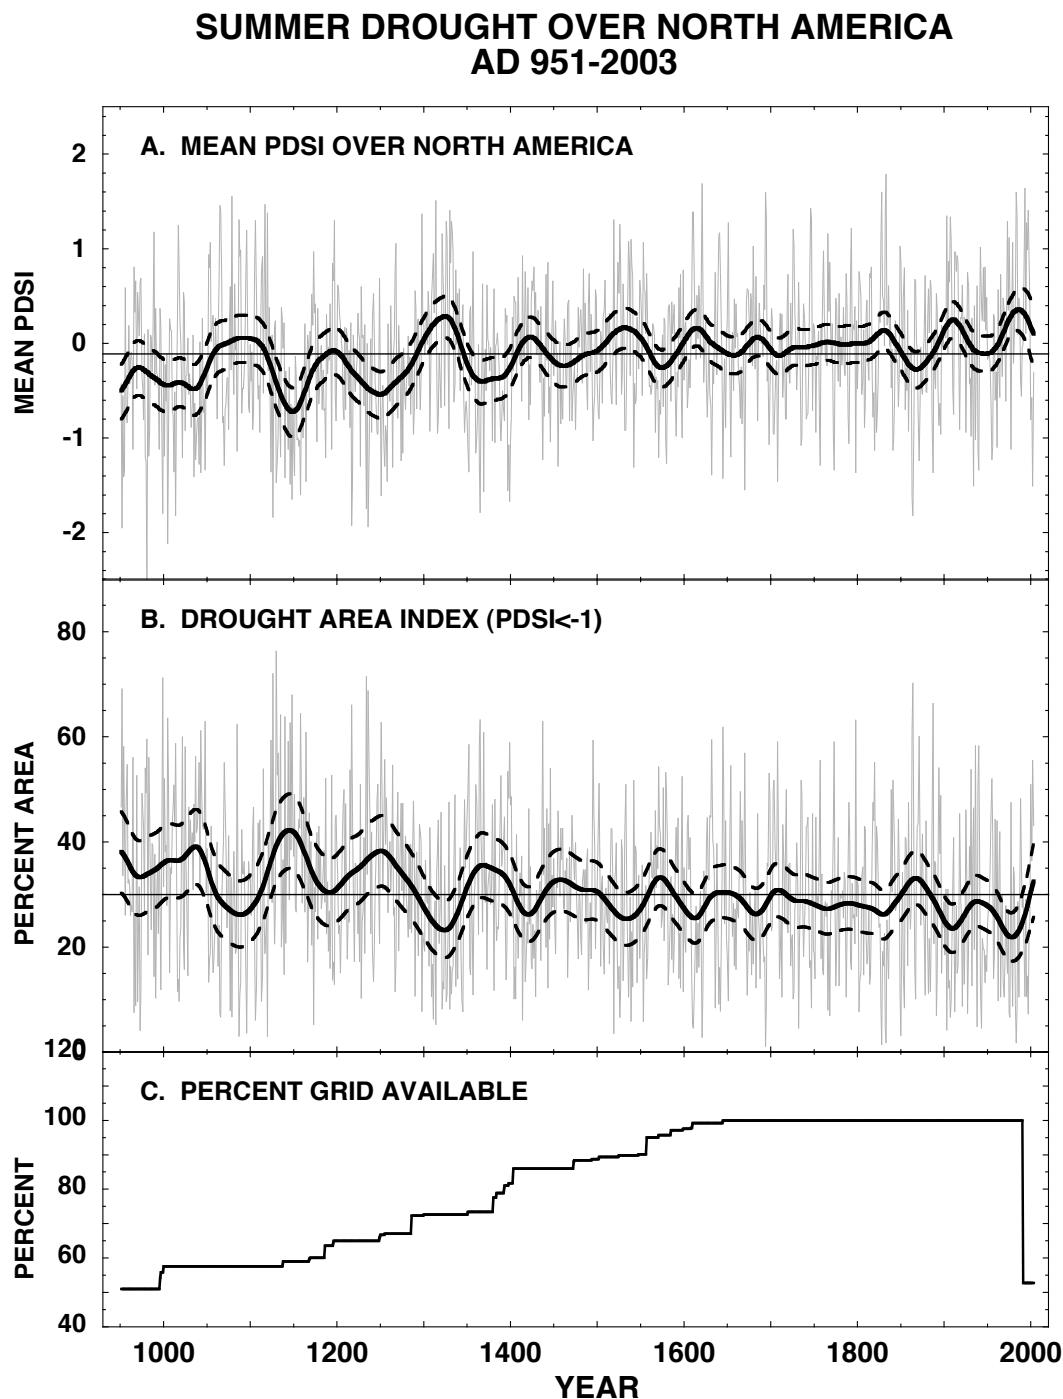 SUMMER DROUGHT OVER NORTH AMERICA
AD 951-2003
A. MEAN PDSI OVER NORTH AMERICA
2
1
0
-1
-2
MEAN PDSI
B. DROUGHT AREA INDEX (PDSI<-1)
80
60
40
20
0
PERCENT AREA
C. PERCENT GRID AVAILABLE
120
100
80
60
40
PERCENT
1000 1200 1400 1600 1800 2000
YEAR